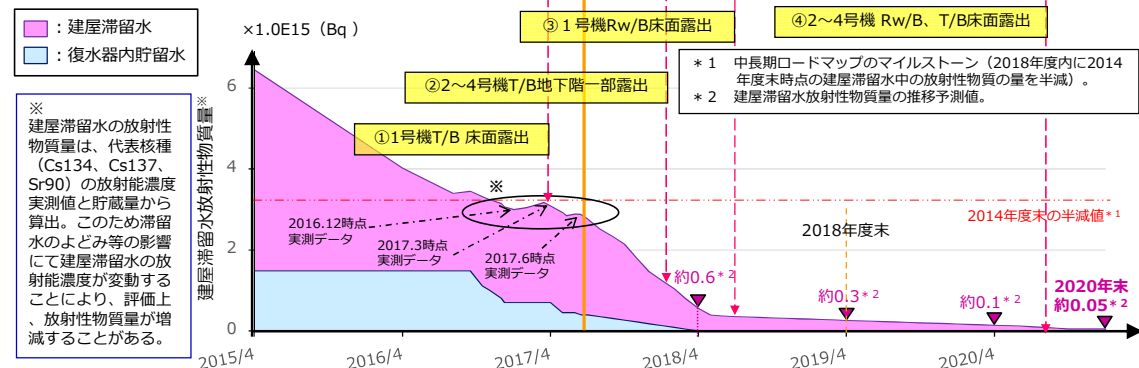 ：建屋滞留水
：復水器内貯留水
※
建屋滞留水の放射性
物質量は、代表核種
（Cs134、Cs137、
Sr90）の放射能濃度
実測値と貯蔵量から
算出。このため滞留
水のよどみ等の影響
にて建屋滞留水の放
射能濃度が変動する
ことにより、評価上
、放射性物質量が増
減することがある。
×1.0E15（Bq ）
建屋滞留水放射性物質量※
6
4
2
0
③１号機Rw/B床面露出
④2～4号機 Rw/B、T/B床面露出
②2～4号機T/B地下階一部露出
①1号機T/B 床面露出
＊１　中長期ロードマップのマイルストーン（2018年度内に2014
年度末時点の建屋滞留水中の放射性物質の量を半減）。
＊２　建屋滞留水放射性物質量の推移予測値。
※
2016.12時点
実測データ
2017.3時点
実測データ
2017.6時点
実測データ
2014年度末の半減値＊1
2018年度末
約0.6＊2
約0.3＊2
約0.1＊2
2020年末
約0.05＊2
2015/4
2016/4
2017/4
2018/4
2019/4
2020/4